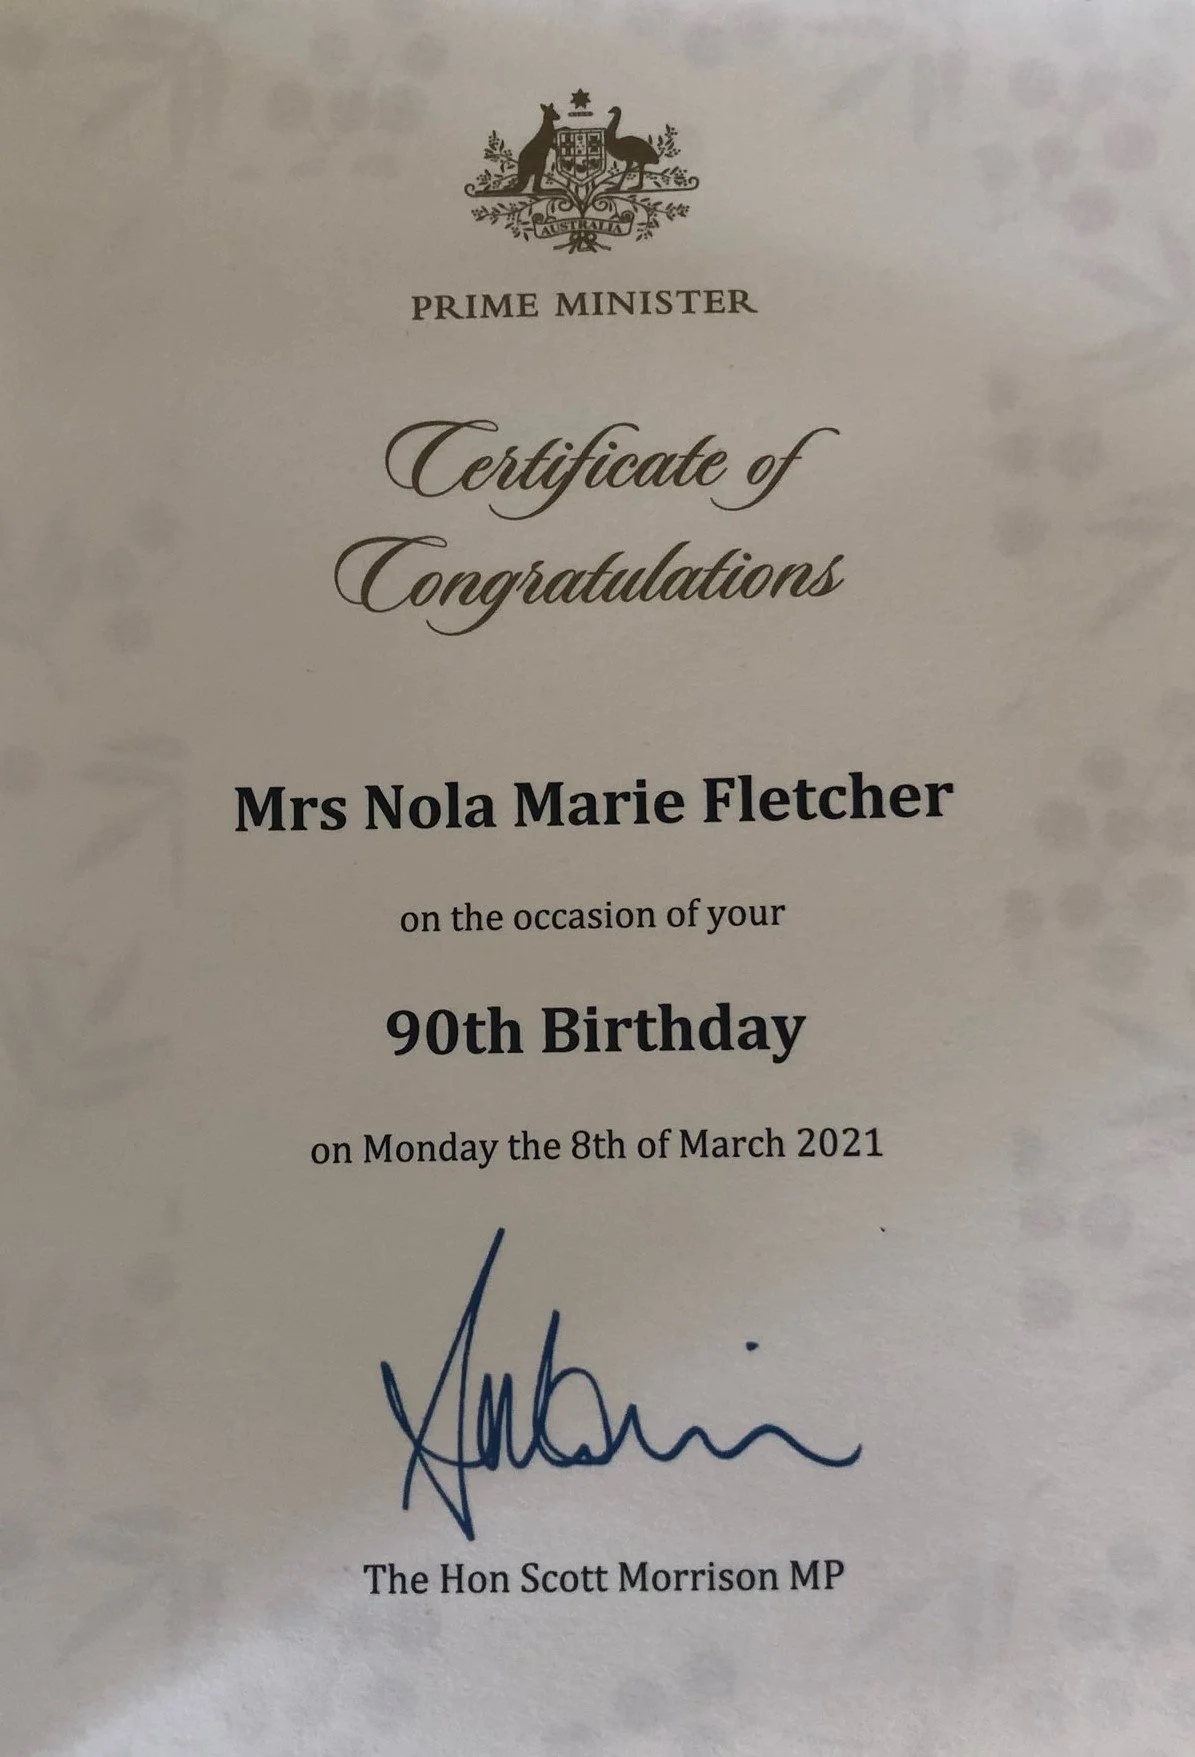 AUSTRALIA
PRIME MINISTER
Certificate of
Congratulations
Mrs Nola Marie Fletcher
on the occasion of your
90th Birthday
on Monday the 8th of March 2021
The Hon Scott Morrison MP